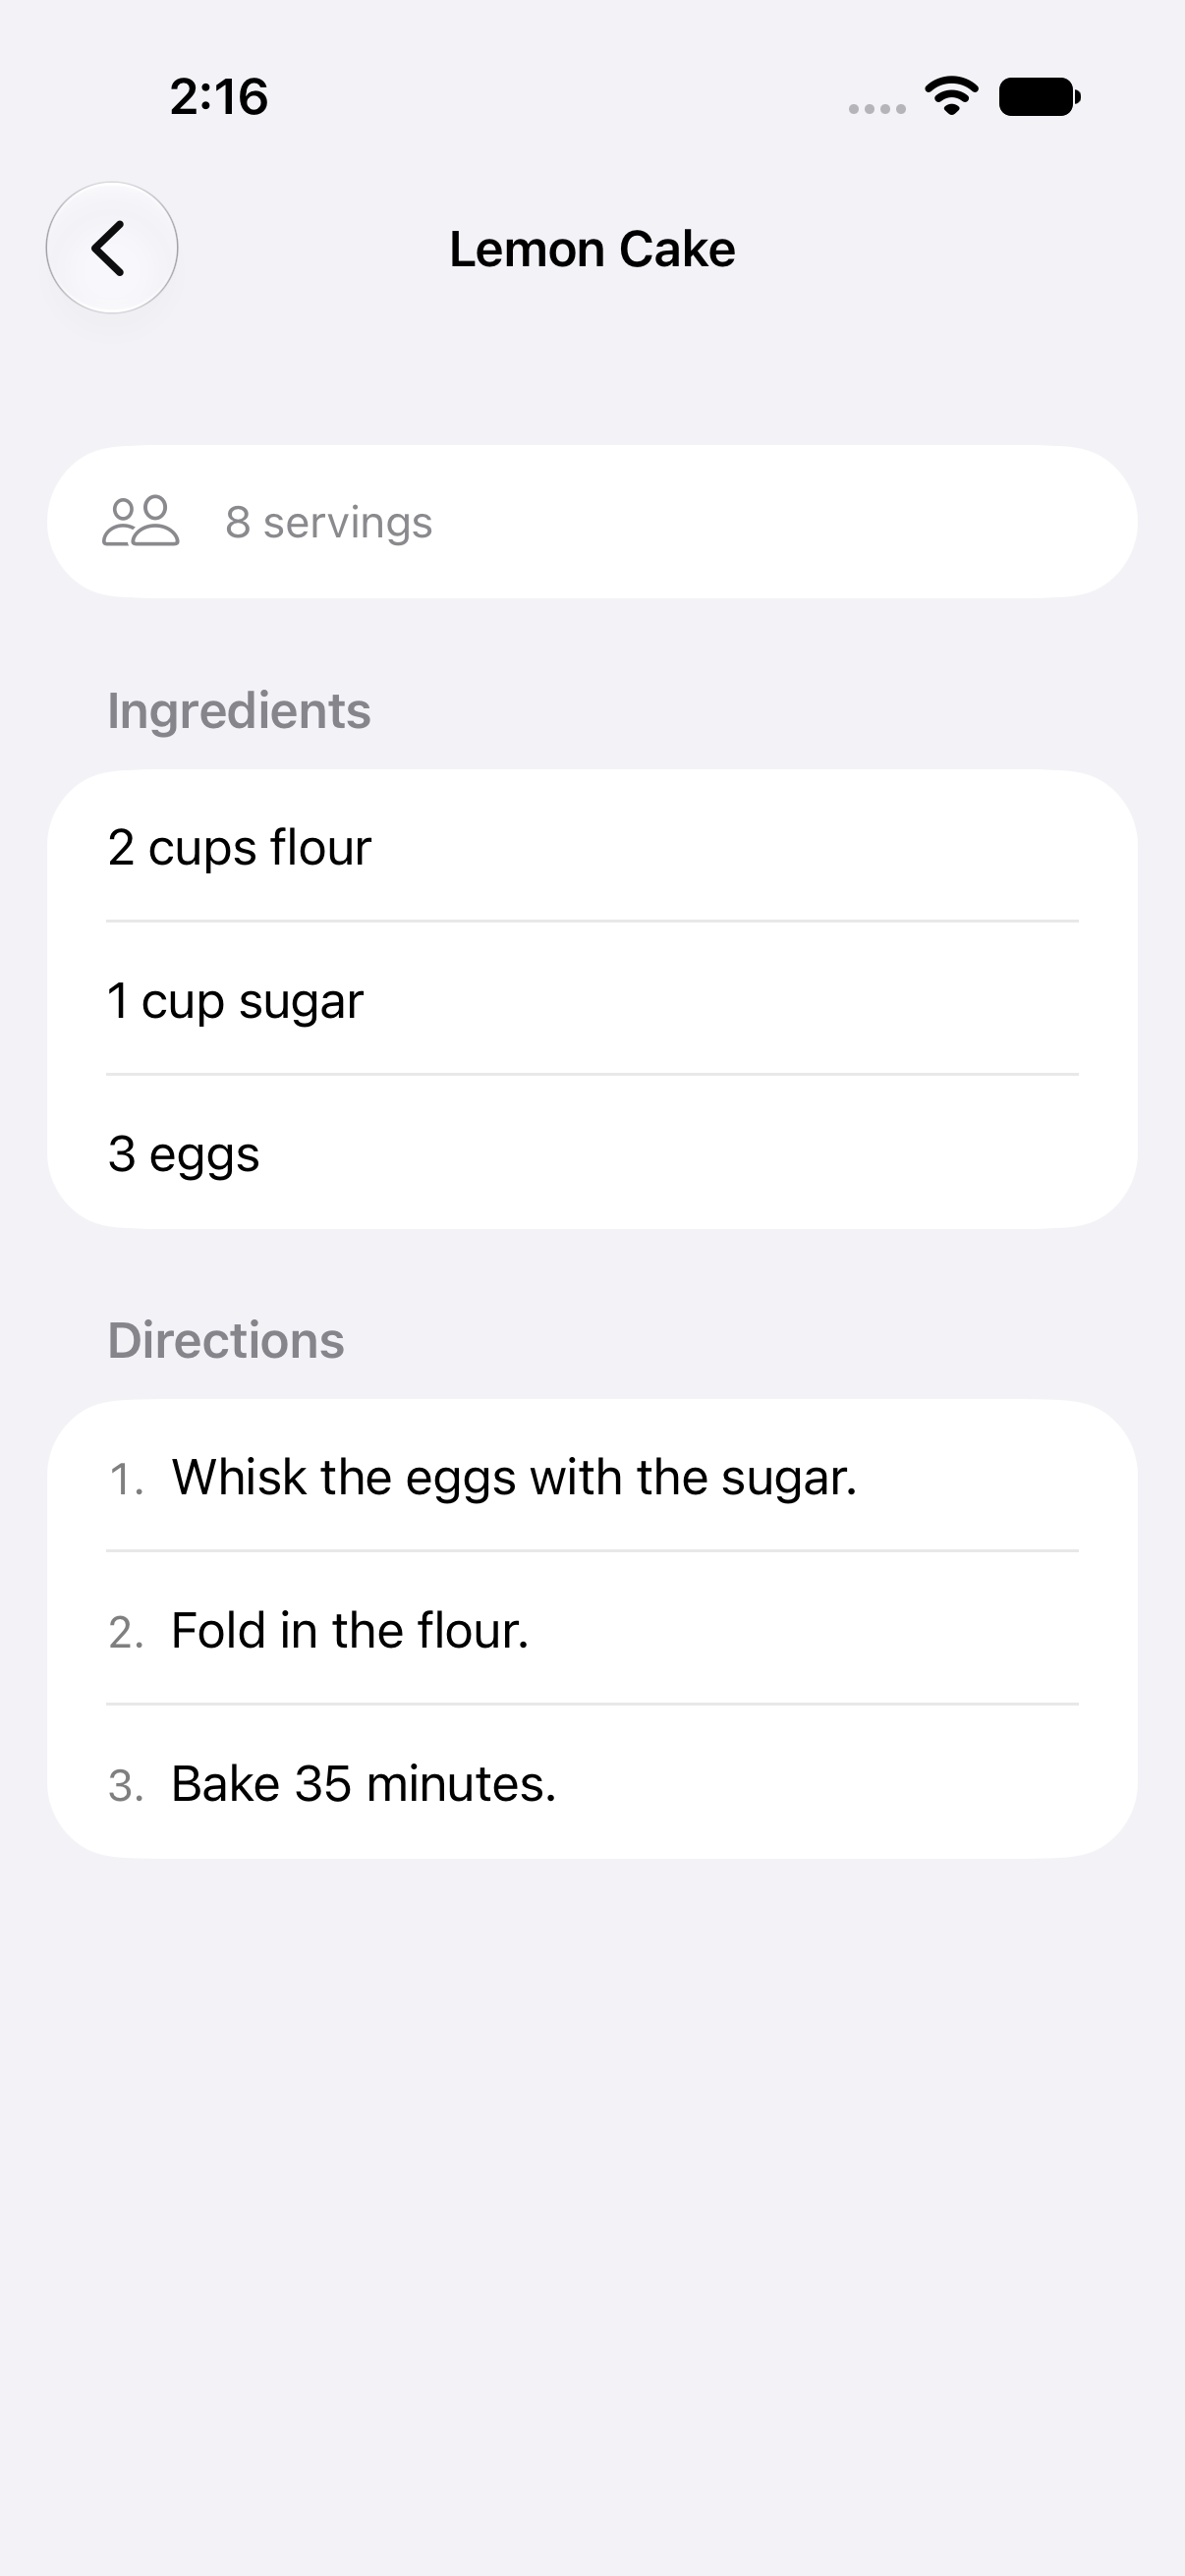 2:16
Lemon Cake
8 servings
Ingredients
2 cups flour
1 cup sugar
3 eggs
Directions
1. Whisk the eggs with the sugar.
2. Fold in the flour.
3. Bake 35 minutes.